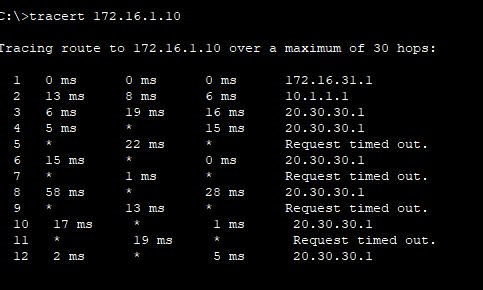 C:\>tracert 172.16.1.10
Tracing route to 172.16.1.10 over a maximum of 30 hops:
1 0 ms 0 ms 0 ms 172.16.31.1
2 13 ms 8 ms 6 ms 10.1.1.1
3 6 ms 19 ms 16 ms 20.30.30.1
4 5 ms * 15 ms 20.30.30.1
5 * 22 ms * Request timed out.
6 15 ms * 0 ms 20.30.30.1
7 * 1 ms * Request timed out.
8 58 ms * 28 ms 20.30.30.1
9 * 13 ms * Request timed out.
10 17 ms * 1 ms 20.30.30.1
11 * 19 ms * Request timed out.
12 2 ms * 5 ms 20.30.30.1